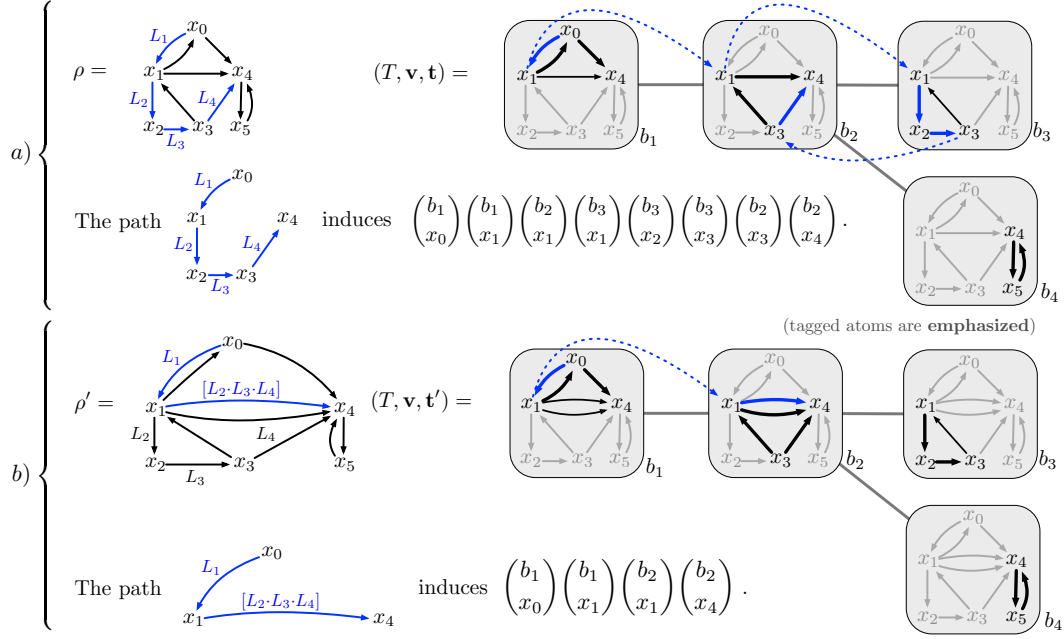 a)
ρ =
L₁
x₀
x₁
x₄
L₂
L₄
x₂
L₃
x₃
x₅
(T, v, t) =
x₀
x₁
x₄
x₂
x₃
x₅
b₁
x₀
x₁
x₄
x₂
x₃
x₅
b₂
x₀
x₁
x₄
x₂
x₃
x₅
b₃
x₀
x₁
x₄
x₂
x₃
x₅
b₄
The path
L₁
x₀
x₁
x₄
L₂
L₄
x₂
L₃
x₃
induces
(b₁ x₀) (b₁ x₁) (b₂ x₁) (b₃ x₁) (b₃ x₂) (b₃ x₃) (b₂ x₃) (b₂ x₄) .
(tagged atoms are emphasized)
b)
ρ′ =
x₀
L₁
[L₂·L₃·L₄]
x₁
x₄
L₂
L₄
x₂
L₃
x₃
x₅
(T, v, t′) =
x₀
x₁
x₄
x₂
x₃
x₅
b₁
x₀
x₁
x₄
x₂
x₃
x₅
b₂
x₀
x₁
x₄
x₂
x₃
x₅
b₃
x₀
x₁
x₄
x₂
x₃
x₅
b₄
The path
x₀
L₁
[L₂·L₃·L₄]
x₁
x₄
induces
(b₁ x₀) (b₁ x₁) (b₂ x₁) (b₂ x₄) .